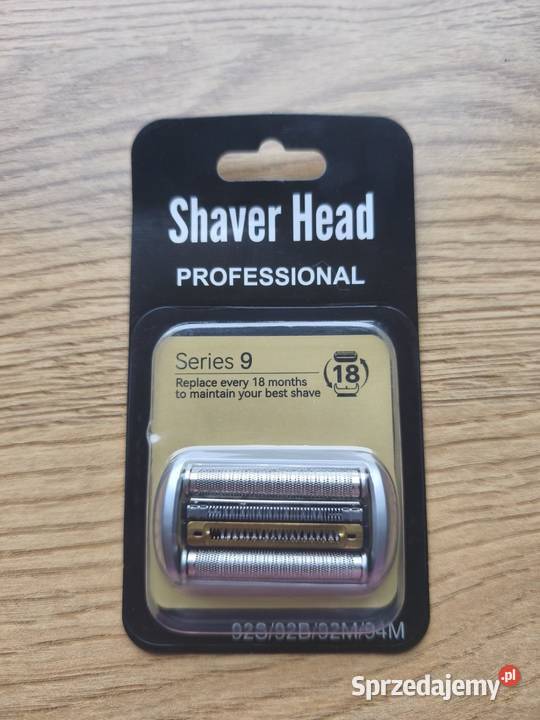 Shaver Head
PROFESSIONAL
Series 9
Replace every 18 months
to maintain your best shave
18
92S/92B/92M/94M
Sprzedajemy.pl